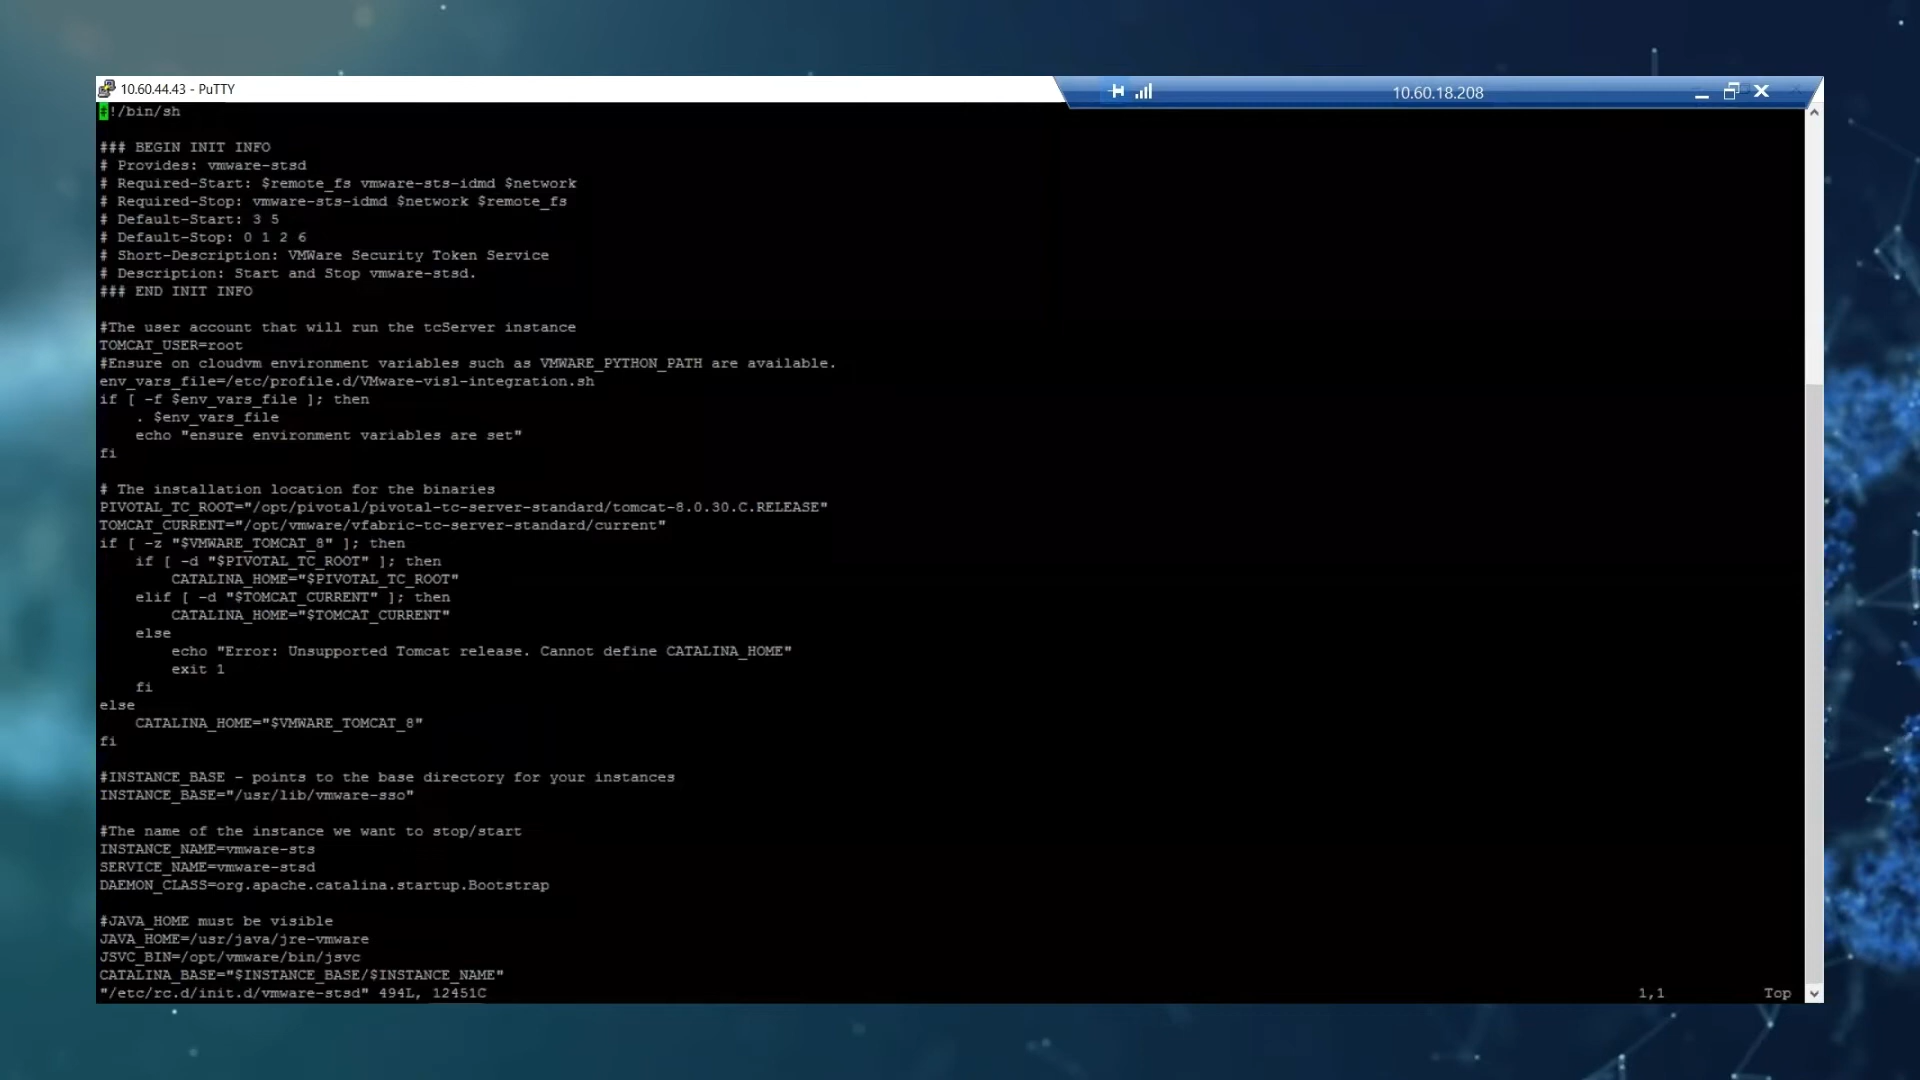 10.60.44.43 - PuTTY
10.60.18.208
#!/bin/sh
### BEGIN INIT INFO
# Provides: vmware-stsd
# Required-Start: $remote_fs vmware-sts-idmd $network
# Required-Stop: vmware-sts-idmd $network $remote_fs
# Default-Start: 3 5
# Default-Stop: 0 1 2 6
# Short-Description: VMWare Security Token Service
# Description: Start and Stop vmware-stsd.
### END INIT INFO
#The user account that will run the tcServer instance
TOMCAT_USER=root
#Ensure on cloudvm environment variables such as VMWARE_PYTHON_PATH are available.
env_vars_file=/etc/profile.d/VMware-visl-integration.sh
if [ -f $env_vars_file ]; then
. $env_vars_file
echo "ensure environment variables are set"
fi
# The installation location for the binaries
PIVOTAL_TC_ROOT="/opt/pivotal/pivotal-tc-server-standard/tomcat-8.0.30.C.RELEASE"
TOMCAT_CURRENT="/opt/vmware/vfabric-tc-server-standard/current"
if [ -z "$VMWARE_TOMCAT_8" ]; then
if [ -d "$PIVOTAL_TC_ROOT" ]; then
CATALINA_HOME="$PIVOTAL_TC_ROOT"
elif [ -d "$TOMCAT_CURRENT" ]; then
CATALINA_HOME="$TOMCAT_CURRENT"
else
echo "Error: Unsupported Tomcat release. Cannot define CATALINA_HOME"
exit 1
fi
else
CATALINA_HOME="$VMWARE_TOMCAT_8"
fi
#INSTANCE_BASE - points to the base directory for your instances
INSTANCE_BASE="/usr/lib/vmware-sso"
#The name of the instance we want to stop/start
INSTANCE_NAME=vmware-sts
SERVICE_NAME=vmware-stsd
DAEMON_CLASS=org.apache.catalina.startup.Bootstrap
#JAVA_HOME must be visible
JAVA_HOME=/usr/java/jre-vmware
JSVC_BIN=/opt/vmware/bin/jsvc
CATALINA_BASE="$INSTANCE_BASE/$INSTANCE_NAME"
"/etc/rc.d/init.d/vmware-stsd" 494L, 12451C 1,1 Top